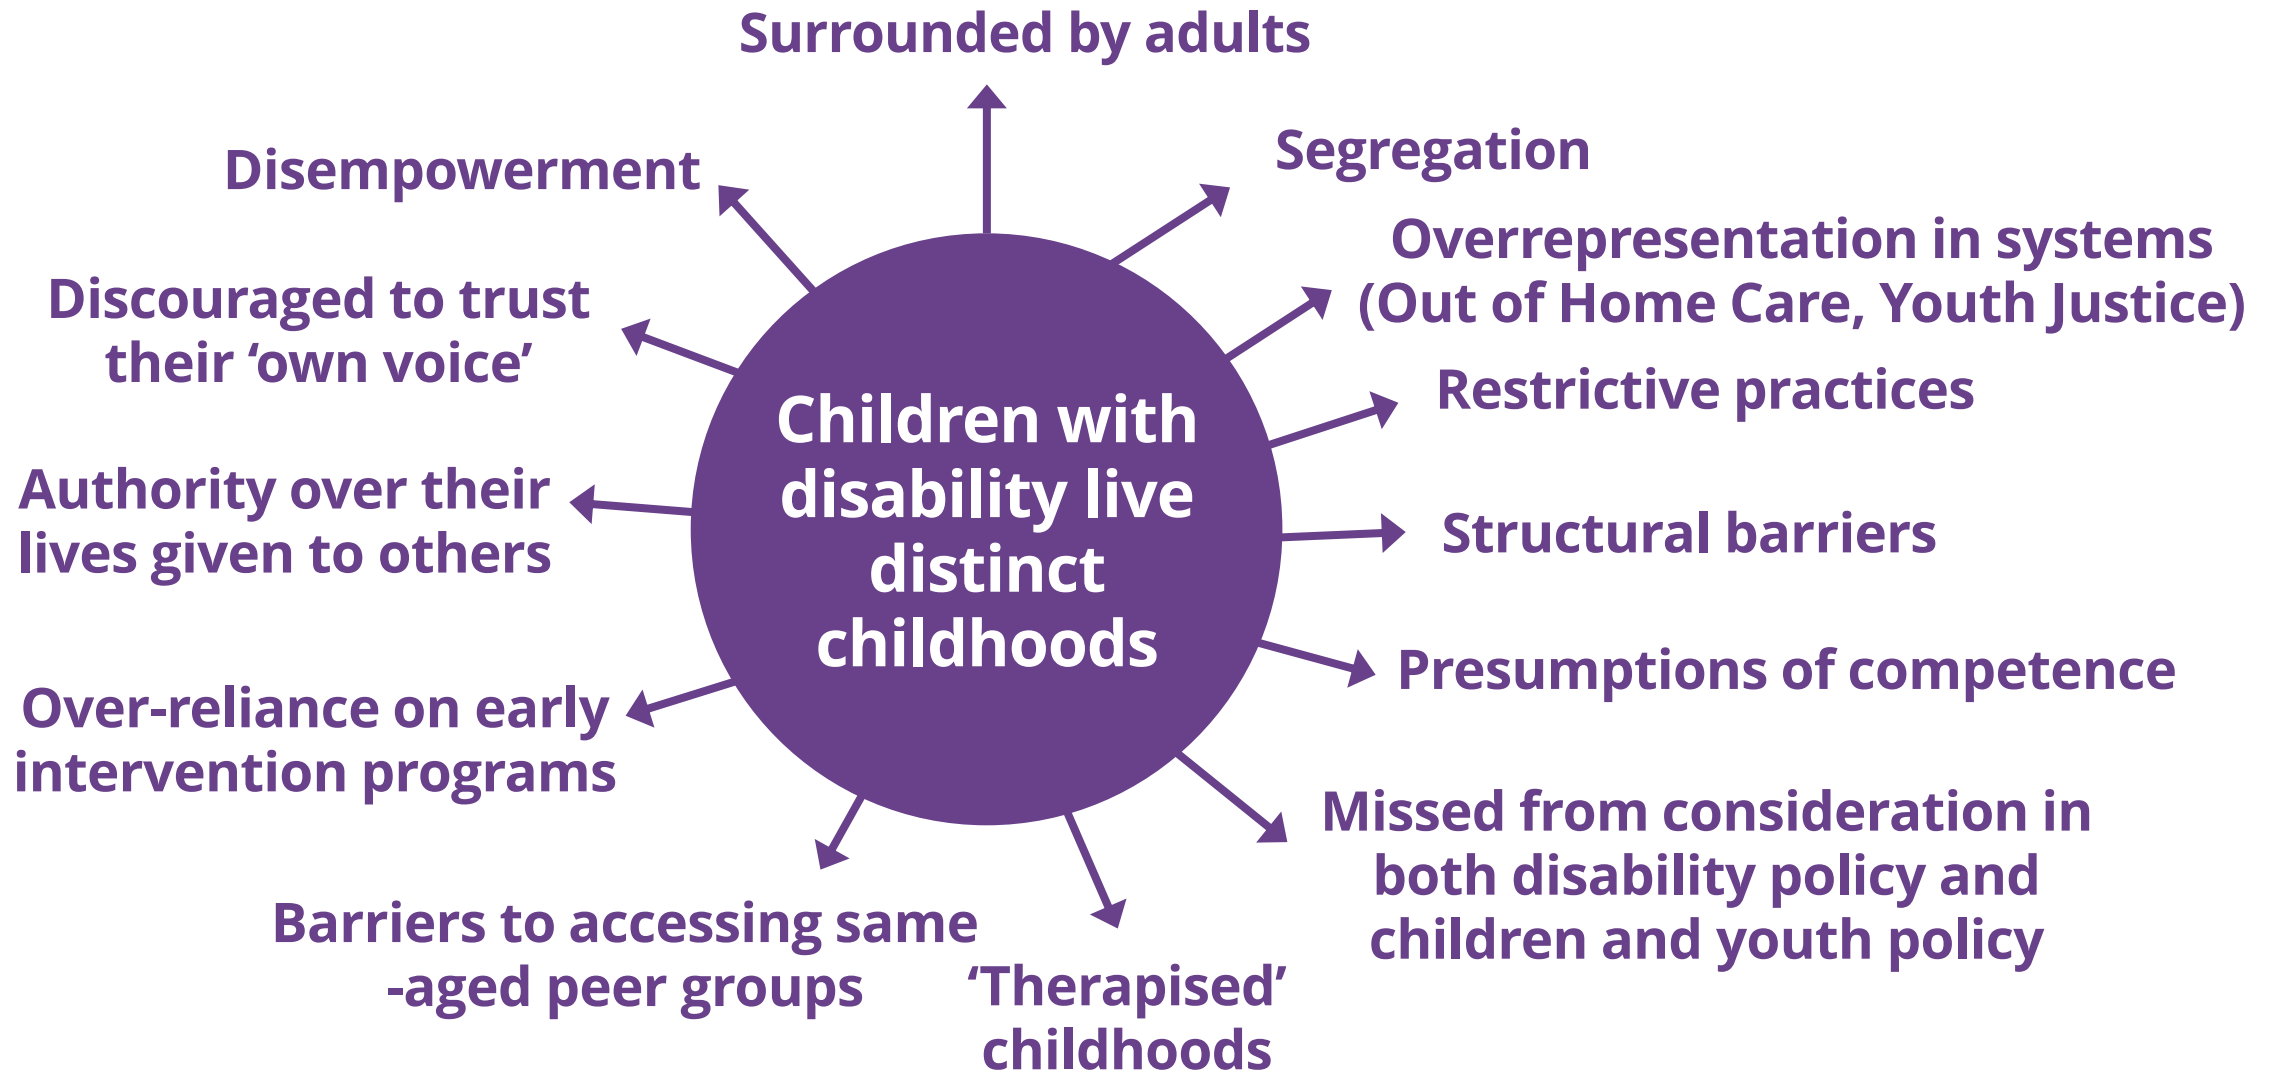 Surrounded by adults
Segregation
Overrepresentation in systems
(Out of Home Care, Youth Justice)
Restrictive practices
Structural barriers
Presumptions of competence
Missed from consideration in
both disability policy and
children and youth policy
‘Therapised’
childhoods
Barriers to accessing same
-aged peer groups
Over-reliance on early
intervention programs
Authority over their
lives given to others
Discouraged to trust
their ‘own voice’
Disempowerment
Children with
disability live
distinct
childhoods